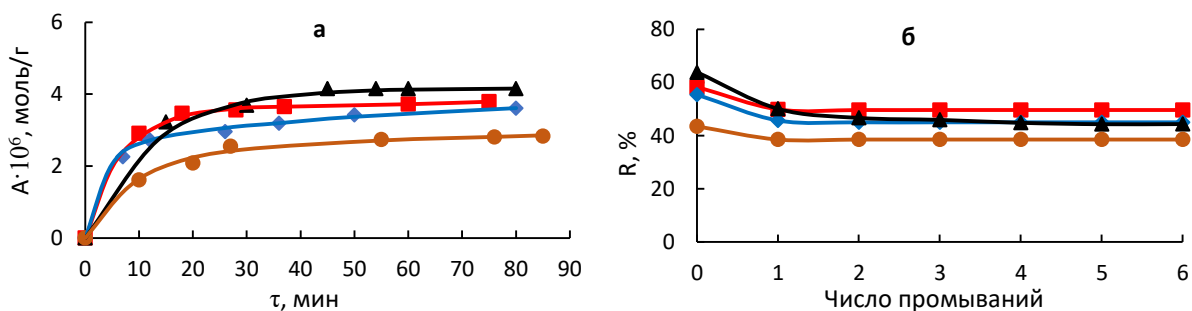 а
А·10⁶, моль/г
6
4
2
0
0 10 20 30 40 50 60 70 80 90
τ, мин
б
R, %
80
60
40
20
0
0 1 2 3 4 5 6
Число промываний